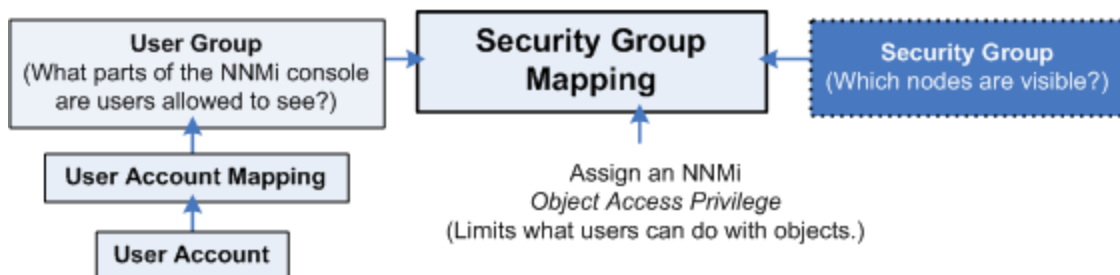 User Group
(What parts of the NNMi console
are users allowed to see?)
User Account Mapping
User Account
Security Group
Mapping
Assign an NNMi
Object Access Privilege
(Limits what users can do with objects.)
Security Group
(Which nodes are visible?)